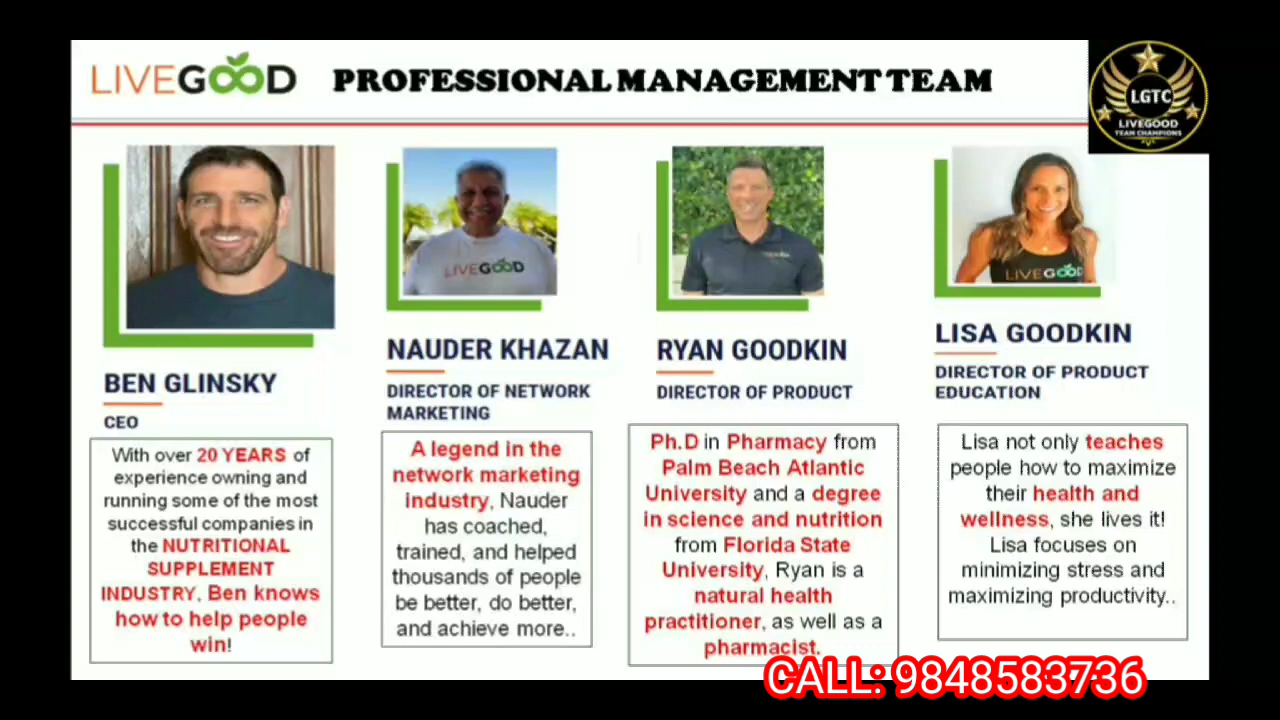 LIVEGOOD
PROFESSIONAL MANAGEMENT TEAM
LGTC
LIVEGOOD
TEAM CHAMPIONS
BEN GLINSKY
CEO
With over 20 YEARS of
experience owning and
running some of the most
successful companies in
the NUTRITIONAL
SUPPLEMENT
INDUSTRY, Ben knows
how to help people
win!
LIVEGOOD
NAUDER KHAZAN
DIRECTOR OF NETWORK
MARKETING
A legend in the
network marketing
industry, Nauder
has coached,
trained, and helped
thousands of people
be better, do better,
and achieve more..
RYAN GOODKIN
DIRECTOR OF PRODUCT
Ph.D in Pharmacy from
Palm Beach Atlantic
University and a degree
in science and nutrition
from Florida State
University, Ryan is a
natural health
practitioner, as well as a
pharmacist.
LIVEGOOD
LISA GOODKIN
DIRECTOR OF PRODUCT
EDUCATION
Lisa not only teaches
people how to maximize
their health and
wellness, she lives it!
Lisa focuses on
minimizing stress and
maximizing productivity..
CALL: 9848583736